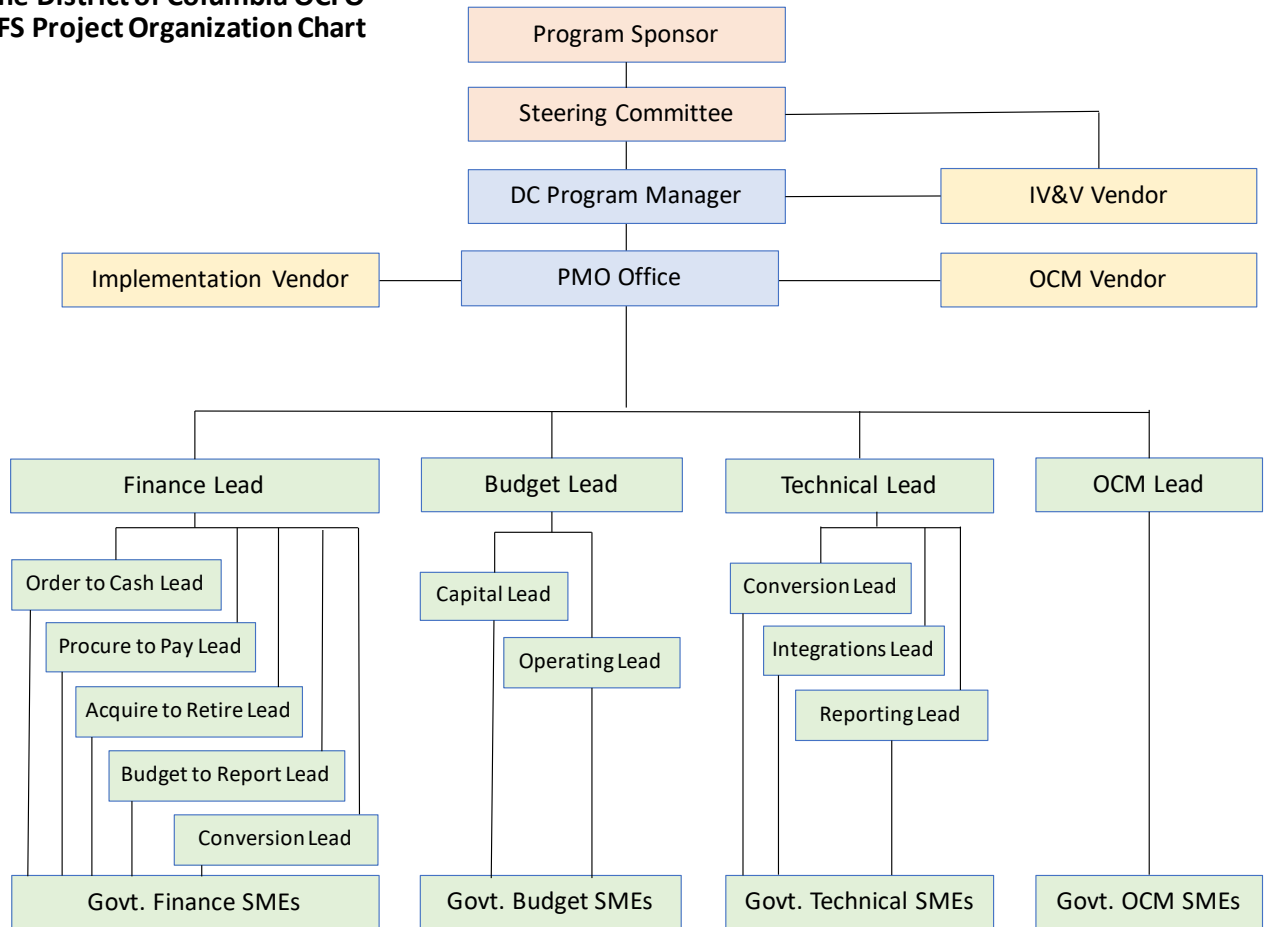 District of Columbia
FS Project Organization Chart
Program Sponsor
Steering Committee
DC Program Manager
IV&V Vendor
Implementation Vendor
PMO Office
OCM Vendor
Finance Lead
Budget Lead
Technical Lead
OCM Lead
Order to Cash Lead
Capital Lead
Conversion Lead
Procure to Pay Lead
Operating Lead
Integrations Lead
Acquire to Retire Lead
Reporting Lead
Budget to Report Lead
Conversion Lead
Govt. Finance SMEs
Govt. Budget SMEs
Govt. Technical SMEs
Govt. OCM SMEs